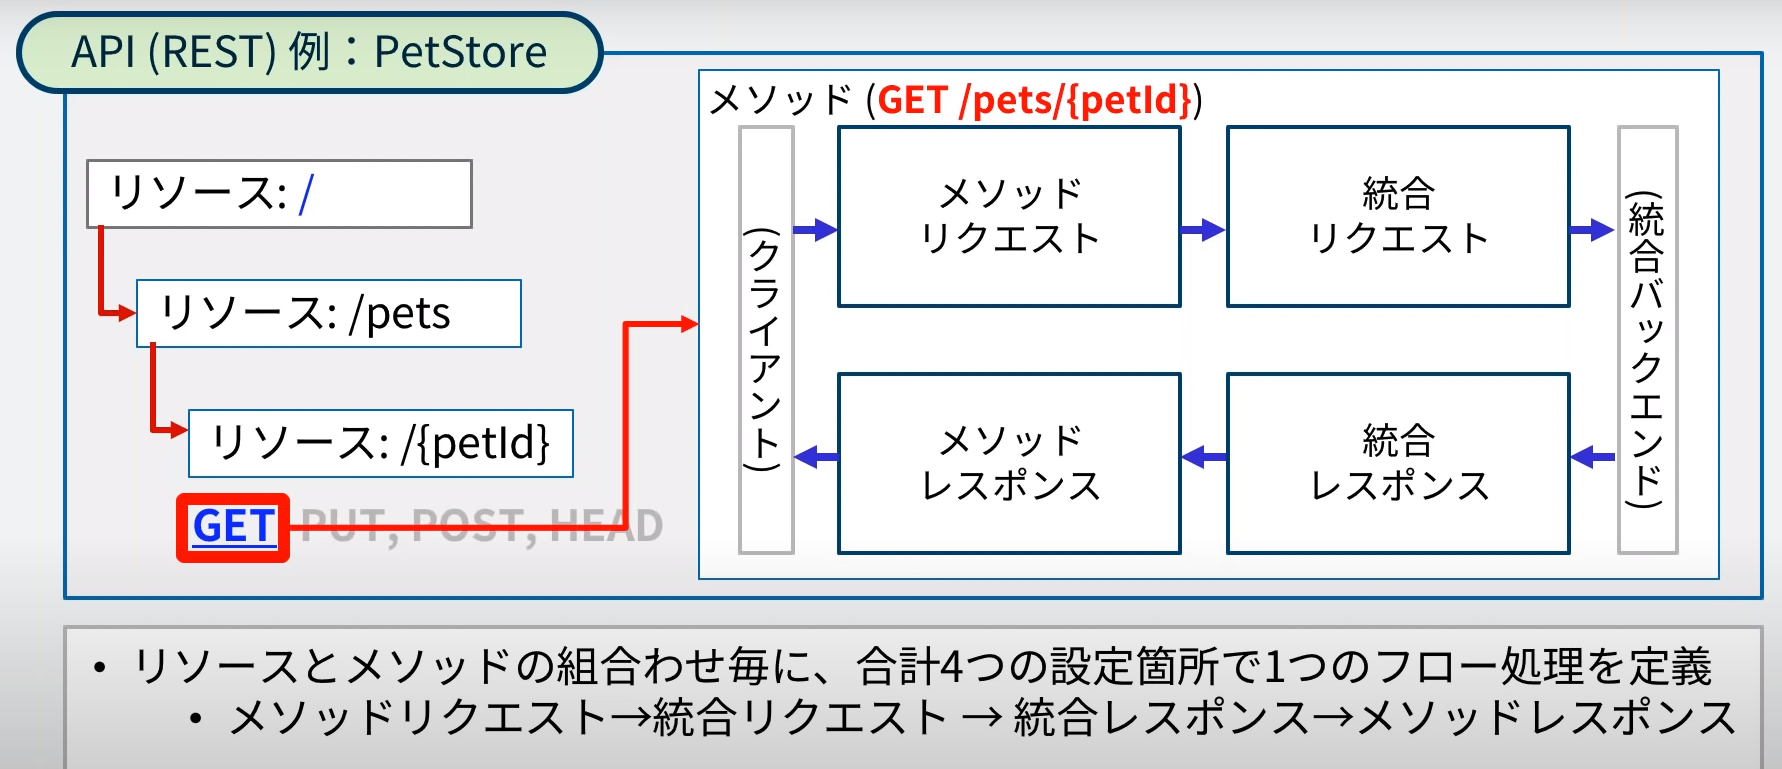 API (REST) 例：PetStore
リソース: /
リソース: /pets
リソース: /{petId}
GET PUT, POST, HEAD
メソッド (GET /pets/{petId})
(クライアント)
メソッド
リクエスト
統合
リクエスト
(統合バックエンド)
メソッド
レスポンス
統合
レスポンス
• リソースとメソッドの組合わせ毎に、合計4つの設定箇所で1つのフロー処理を定義
• メソッドリクエスト→統合リクエスト → 統合レスポンス→メソッドレスポンス